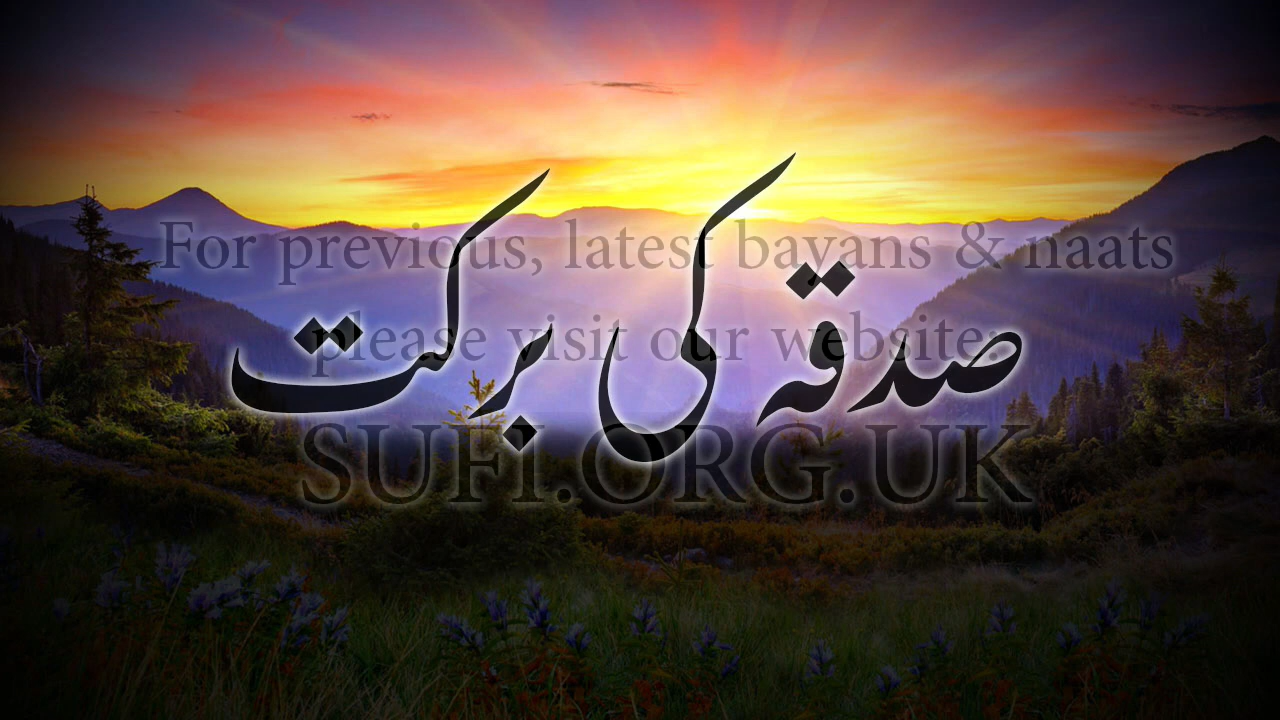 For previous, latest bayans & naats
صدقہ کی برکت
please visit our website
SUFI.ORG.UK